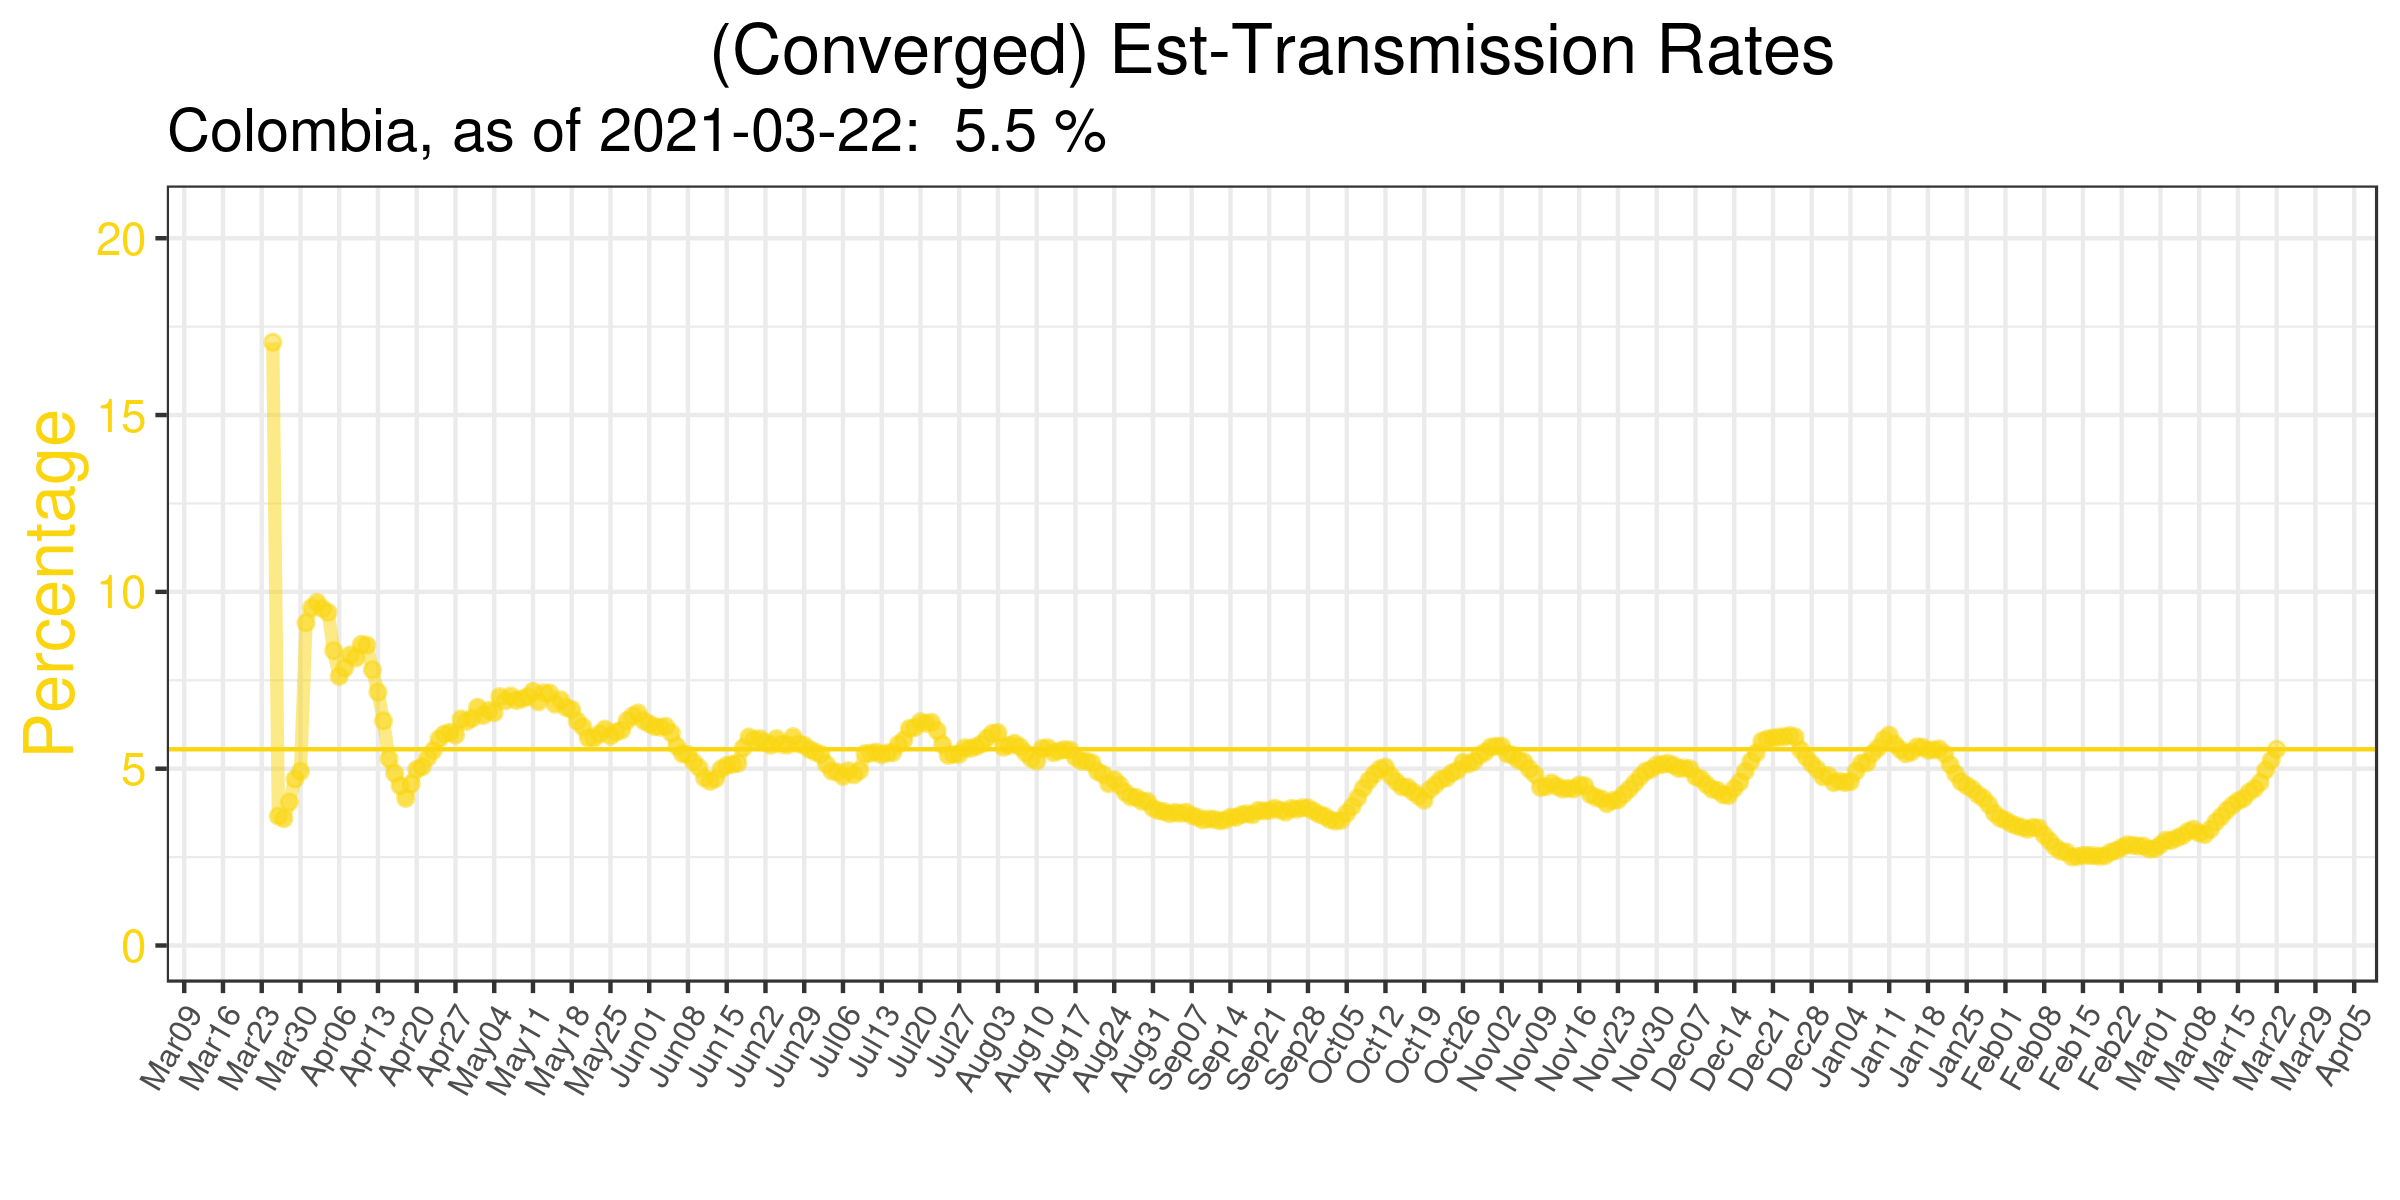 (Converged) Est-Transmission Rates
Colombia, as of 2021-03-22:  5.5 %
Percentage
20
15
10
5
0
Mar09
Mar16
Mar23
Mar30
Apr06
Apr13
Apr20
Apr27
May04
May11
May18
May25
Jun01
Jun08
Jun15
Jun22
Jun29
Jul06
Jul13
Jul20
Jul27
Aug03
Aug10
Aug17
Aug24
Aug31
Sep07
Sep14
Sep21
Sep28
Oct05
Oct12
Oct19
Oct26
Nov02
Nov09
Nov16
Nov23
Nov30
Dec07
Dec14
Dec21
Dec28
Jan04
Jan11
Jan18
Jan25
Feb01
Feb08
Feb15
Feb22
Mar01
Mar08
Mar15
Mar22
Mar29
Apr05